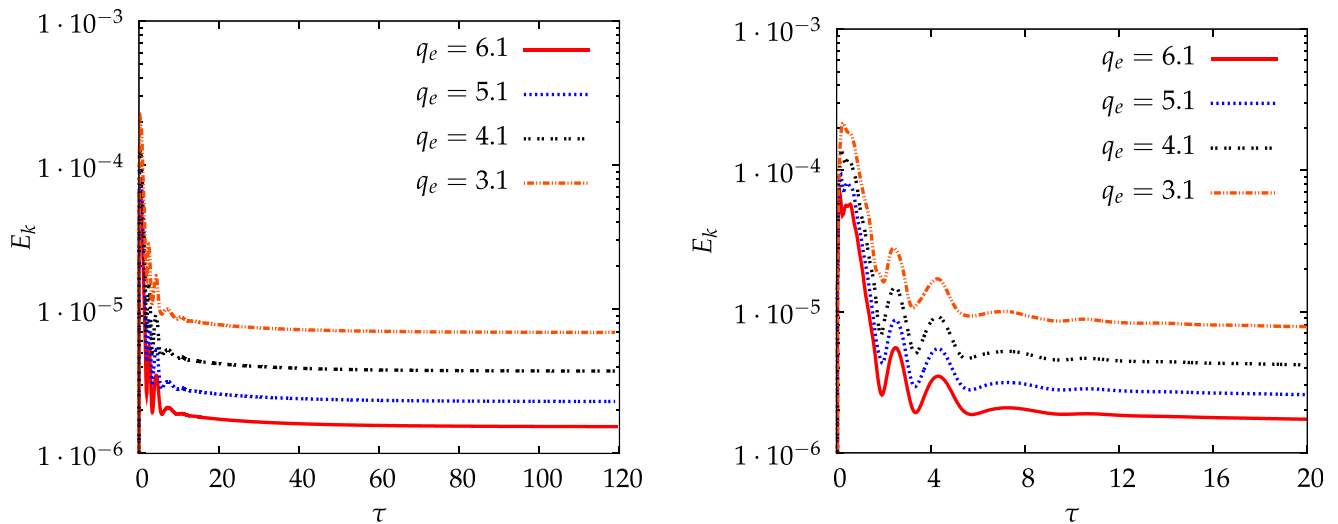 1 · 10⁻³
1 · 10⁻⁴
1 · 10⁻⁵
1 · 10⁻⁶
E_k
q_e = 6.1
q_e = 5.1
q_e = 4.1
q_e = 3.1
0 20 40 60 80 100 120
τ
1 · 10⁻³
1 · 10⁻⁴
1 · 10⁻⁵
1 · 10⁻⁶
E_k
q_e = 6.1
q_e = 5.1
q_e = 4.1
q_e = 3.1
0 4 8 12 16 20
τ